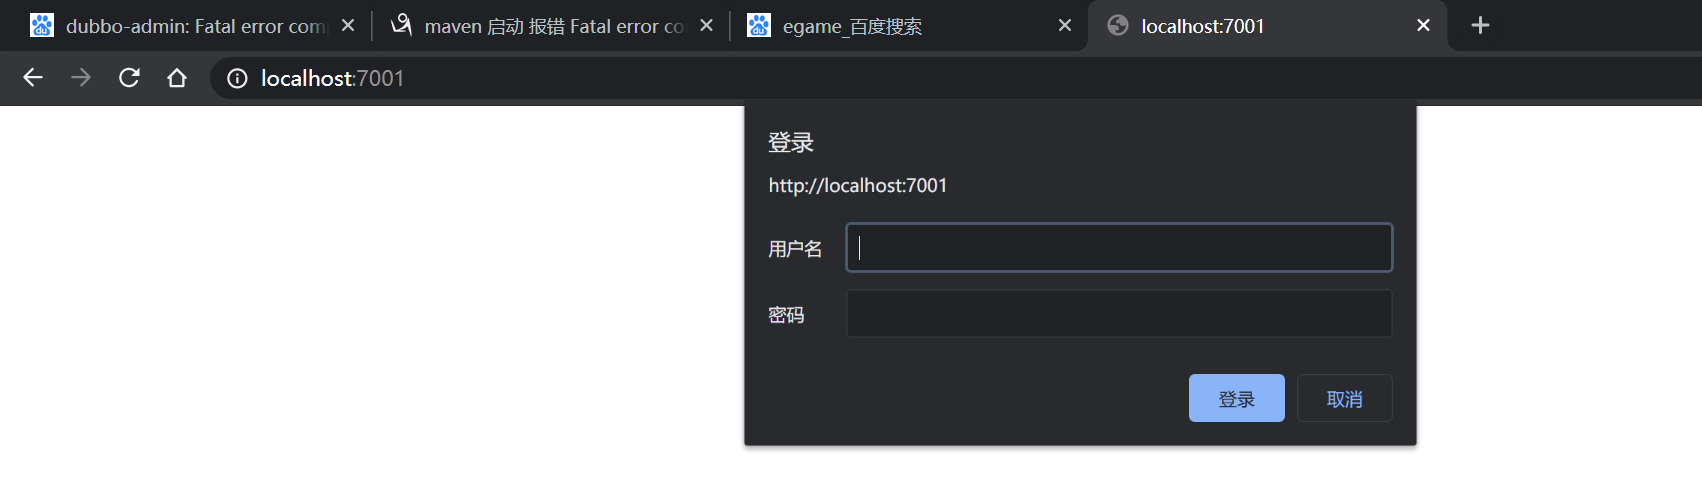 dubbo-admin: Fatal error com
maven 启动 报错 Fatal error co
egame_百度搜索
localhost:7001
localhost:7001
登录
http://localhost:7001
用户名
密码
登录 取消